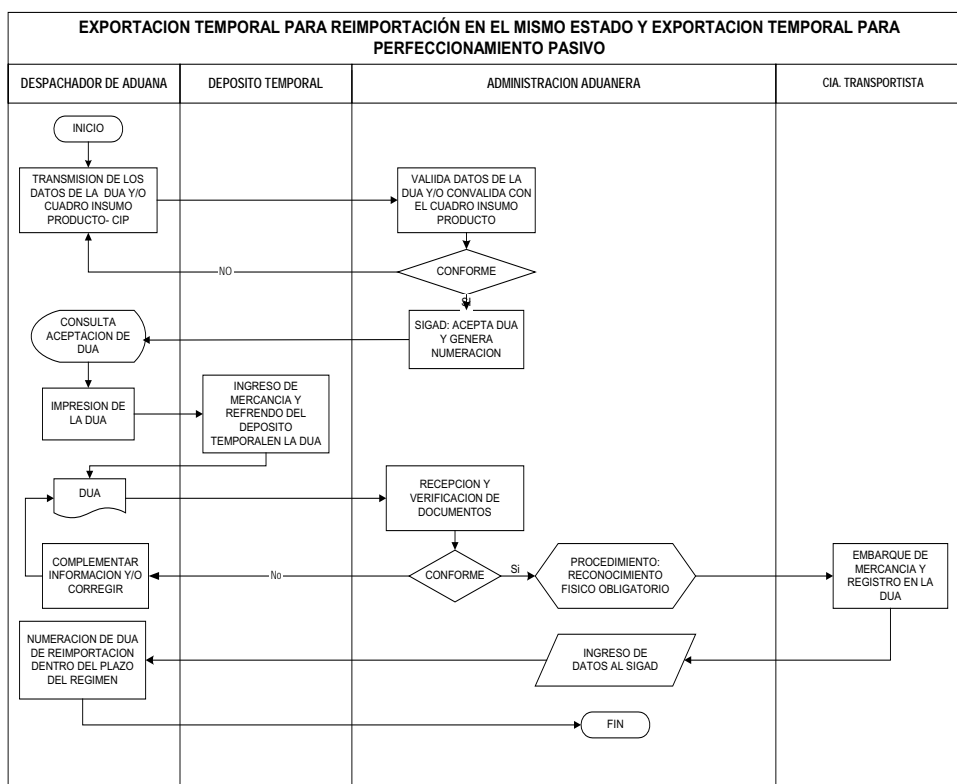 EXPORTACION TEMPORAL PARA REIMPORTACIÓN EN EL MISMO ESTADO Y EXPORTACION TEMPORAL PARA
PERFECCIONAMIENTO PASIVO
DESPACHADOR DE ADUANA
DEPOSITO TEMPORAL
ADMINISTRACION ADUANERA
CIA. TRANSPORTISTA
INICIO
TRANSMISION DE LOS
DATOS DE LA DUA Y/O
CUADRO INSUMO
PRODUCTO- CIP
VALIIDA DATOS DE LA
DUA Y/O CONVALIDA CON
EL CUADRO INSUMO
PRODUCTO
CONFORME
NO
SI
SIGAD: ACEPTA DUA
Y GENERA
NUMERACION
CONSULTA
ACEPTACION DE
DUA
IMPRESION DE
LA DUA
INGRESO DE
MERCANCIA Y
REFRENDO DEL
DEPOSITO
TEMPORALEN LA DUA
DUA
RECEPCION Y
VERIFICACION DE
DOCUMENTOS
CONFORME
No
Si
COMPLEMENTAR
INFORMACION Y/O
CORREGIR
PROCEDIMIENTO:
RECONOCIMIENTO
FISICO OBLIGATORIO
EMBARQUE DE
MERCANCIA Y
REGISTRO EN LA
DUA
INGRESO DE
DATOS AL SIGAD
NUMERACION DE DUA
DE REIMPORTACION
DENTRO DEL PLAZO
DEL REGIMEN
FIN